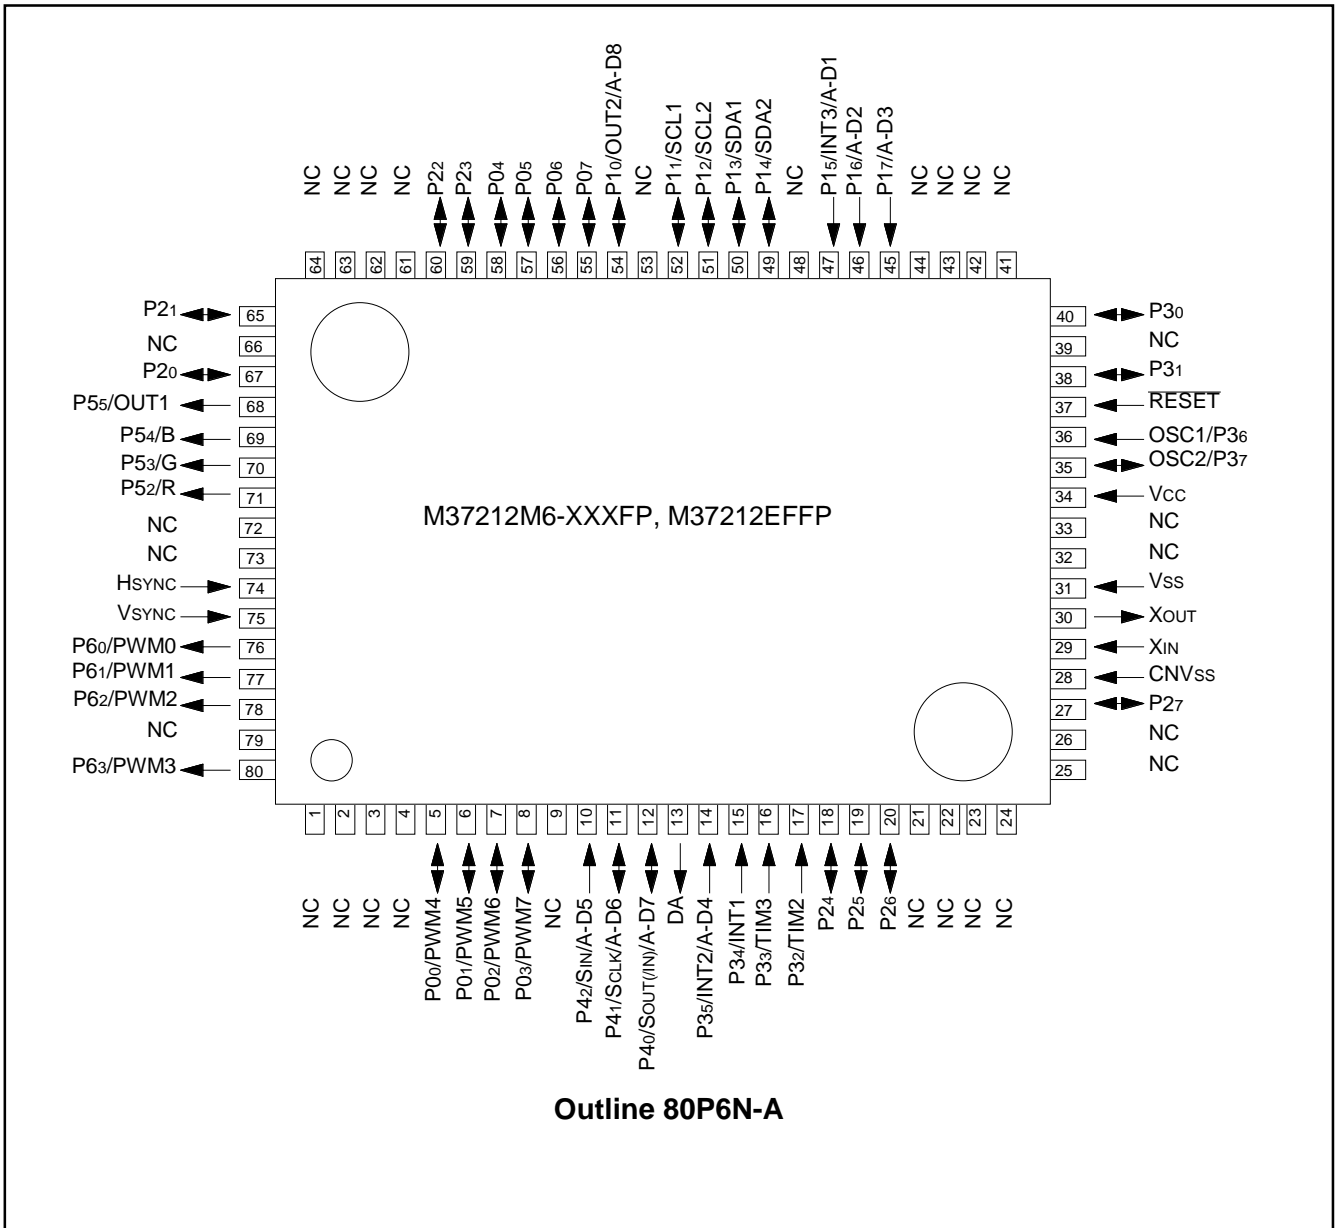 NC
NC
NC
NC
P22
P23
P04
P05
P06
P07
P10/OUT2/A-D8
NC
P11/SCL1
P12/SCL2
P13/SDA1
P14/SDA2
NC
P15/INT3/A-D1
P16/A-D2
P17/A-D3
NC
NC
NC
NC
64
63
62
61
60
59
58
57
56
55
54
53
52
51
50
49
48
47
46
45
44
43
42
41
P21 65
NC 66
P20 67
P55/OUT1 68
P54/B 69
P53/G 70
P52/R 71
NC 72
NC 73
HSYNC 74
VSYNC 75
P60/PWM0 76
P61/PWM1 77
P62/PWM2 78
NC 79
P63/PWM3 80
M37212M6-XXXFP, M37212EFFP
40 P30
39 NC
38 P31
37 RESET
36 OSC1/P36
35 OSC2/P37
34 VCC
33 NC
32 NC
31 VSS
30 XOUT
29 XIN
28 CNVSS
27 P27
26 NC
25 NC
1
2
3
4
5
6
7
8
9
10
11
12
13
14
15
16
17
18
19
20
21
22
23
24
NC
NC
NC
NC
P00/PWM4
P01/PWM5
P02/PWM6
P03/PWM7
NC
P42/SIN/A-D5
P41/SCLK/A-D6
P40/SOUT(/IN)/A-D7
DA
P35/INT2/A-D4
P34/INT1
P33/TIM3
P32/TIM2
P24
P25
P26
NC
NC
NC
NC
Outline 80P6N-A